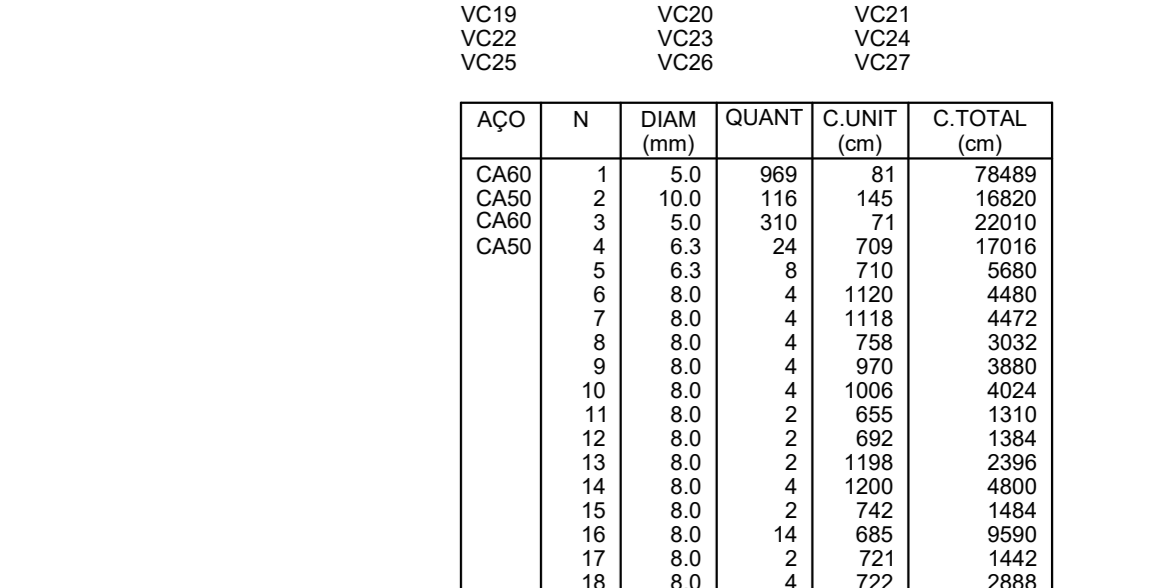 VC19 VC20 VC21
VC22 VC23 VC24
VC25 VC26 VC27
AÇO N DIAM QUANT C.UNIT C.TOTAL
(mm) (cm) (cm)
CA60 1 5.0 969 81 78489
CA50 2 10.0 116 145 16820
CA60 3 5.0 310 71 22010
CA50 4 6.3 24 709 17016
5 6.3 8 710 5680
6 8.0 4 1120 4480
7 8.0 4 1118 4472
8 8.0 4 758 3032
9 8.0 4 970 3880
10 8.0 4 1006 4024
11 8.0 2 655 1310
12 8.0 2 692 1384
13 8.0 2 1198 2396
14 8.0 4 1200 4800
15 8.0 2 742 1484
16 8.0 14 685 9590
17 8.0 2 721 1442
18 8.0 4 722 2888